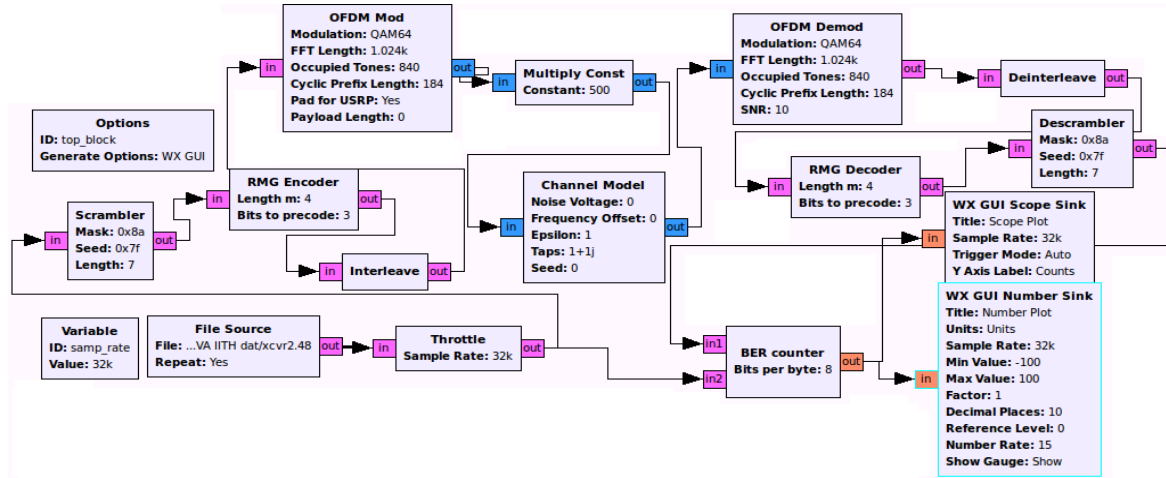 OFDM Mod
in
Modulation: QAM64
FFT Length: 1.024k
Occupied Tones: 840
Cyclic Prefix Length: 184
Pad for USRP: Yes
Payload Length: 0
out
in
Multiply Const
Constant: 500
out
OFDM Demod
in
Modulation: QAM64
FFT Length: 1.024k
Occupied Tones: 840
Cyclic Prefix Length: 184
SNR: 10
out
in
Deinterleave
out
Options
ID: top_block
Generate Options: WX GUI
Descrambler
in
Mask: 0x8a
Seed: 0x7f
Length: 7
out
RMG Encoder
in
Length m: 4
Bits to precode: 3
out
Channel Model
in
Noise Voltage: 0
Frequency Offset: 0
Epsilon: 1
Taps: 1+1j
Seed: 0
out
RMG Decoder
in
Length m: 4
Bits to precode: 3
out
Scrambler
in
Mask: 0x8a
Seed: 0x7f
Length: 7
out
in
Interleave
out
WX GUI Scope Sink
in
Title: Scope Plot
Sample Rate: 32k
Trigger Mode: Auto
Y Axis Label: Counts
Variable
ID: samp_rate
Value: 32k
File Source
File: ...VA IITH dat/xcvr2.48
Repeat: Yes
out
Throttle
in
Sample Rate: 32k
out
in1
in2
BER counter
Bits per byte: 8
out
WX GUI Number Sink
in
Title: Number Plot
Units: Units
Sample Rate: 32k
Min Value: -100
Max Value: 100
Factor: 1
Decimal Places: 10
Reference Level: 0
Number Rate: 15
Show Gauge: Show